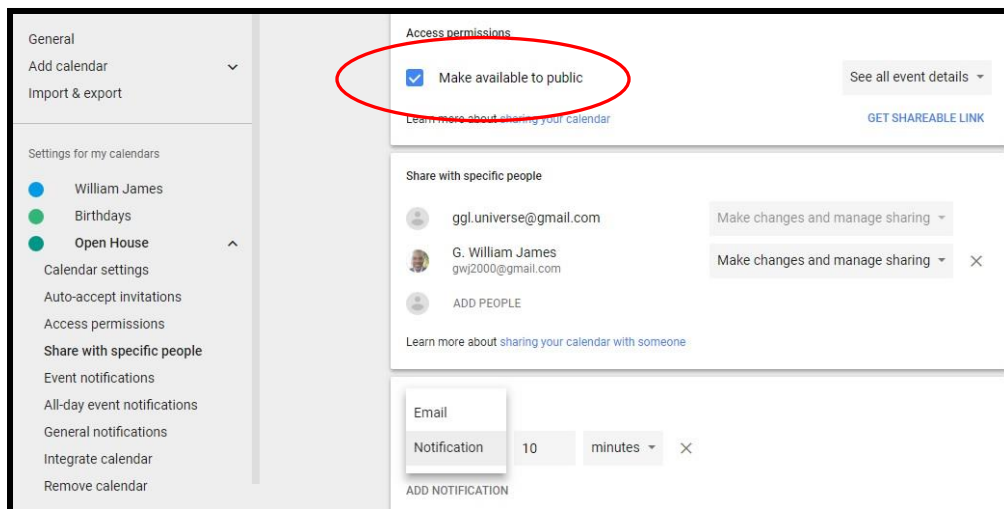 General
Add calendar
Import & export
Settings for my calendars
William James
Birthdays
Open House
Calendar settings
Auto-accept invitations
Access permissions
Share with specific people
Event notifications
All-day event notifications
General notifications
Integrate calendar
Remove calendar
Access permissions
Make available to public
See all event details
Learn more about sharing your calendar
GET SHAREABLE LINK
Share with specific people
ggl.universe@gmail.com
Make changes and manage sharing
G. William James
gwj2000@gmail.com
Make changes and manage sharing
ADD PEOPLE
Learn more about sharing your calendar with someone
Email
Notification 10 minutes
ADD NOTIFICATION